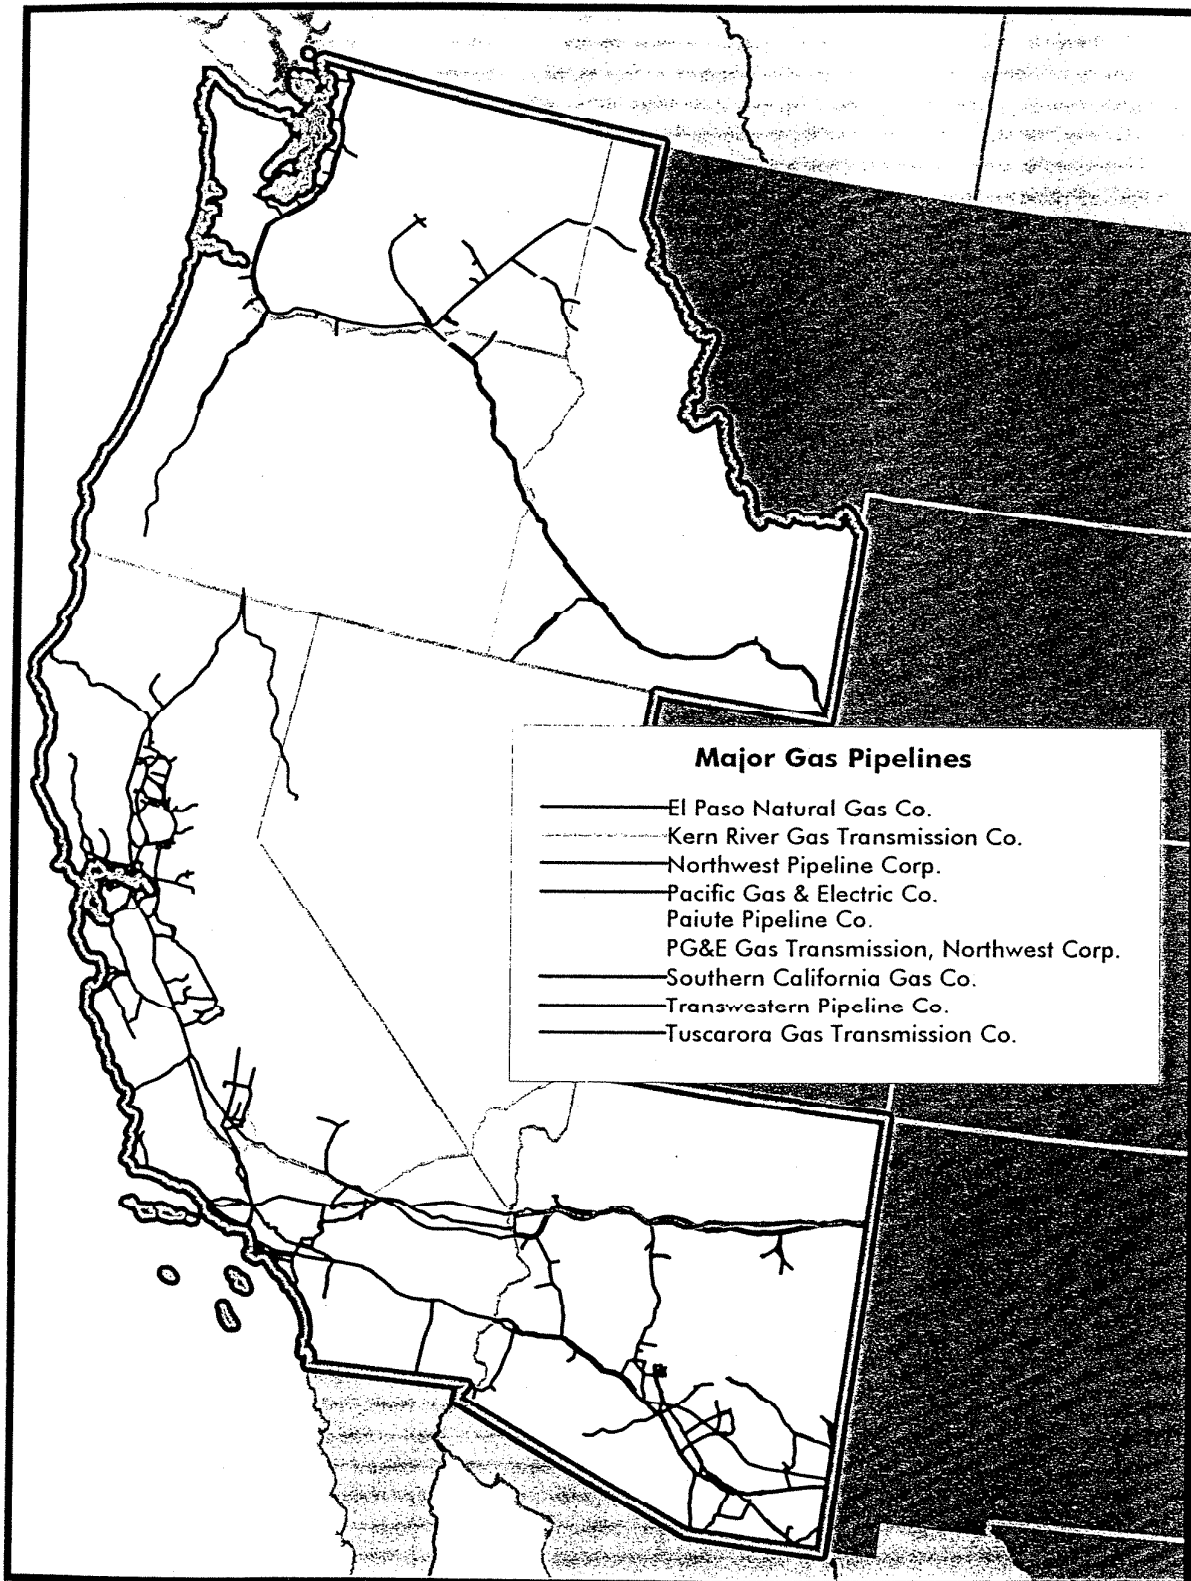 Major Gas Pipelines
El Paso Natural Gas Co.
Kern River Gas Transmission Co.
Northwest Pipeline Corp.
Pacific Gas & Electric Co.
Paiute Pipeline Co.
PG&E Gas Transmission, Northwest Corp.
Southern California Gas Co.
Transwestern Pipeline Co.
Tuscarora Gas Transmission Co.